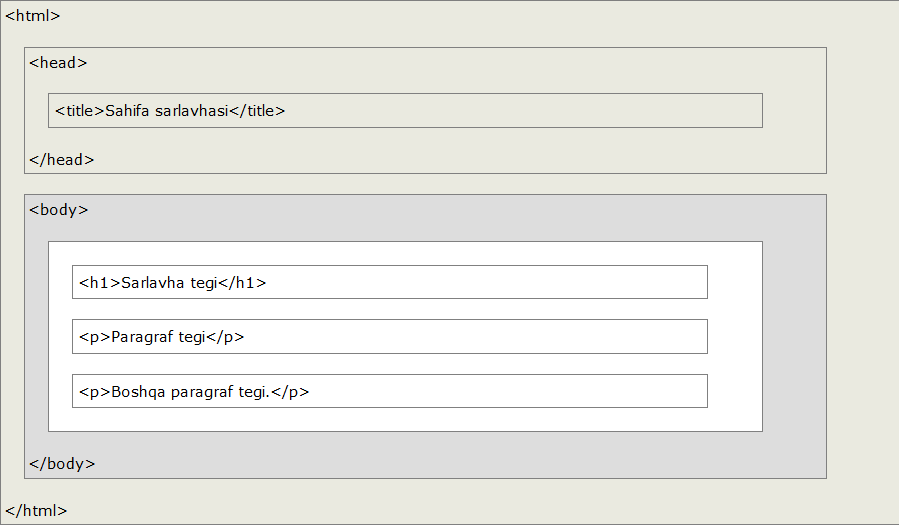 <html>
<head>
<title>Sahifa sarlavhasi</title>
</head>
<body>
<h1>Sarlavha tegi</h1>
<p>Paragraf tegi</p>
<p>Boshqa paragraf tegi.</p>
</body>
</html>